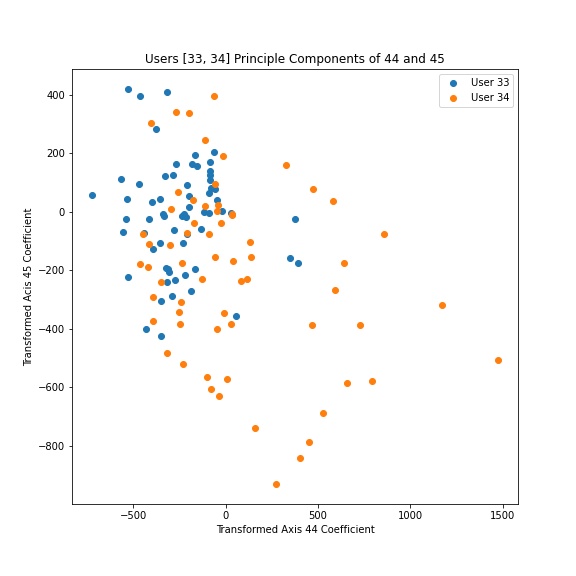 Users [33, 34] Principle Components of 44 and 45
User 33
User 34
400
200
0
−200
−400
−600
−800
Transformed Acis 45 Coefficient
−500
0
500
1000
1500
Transformed Axis 44 Coefficient